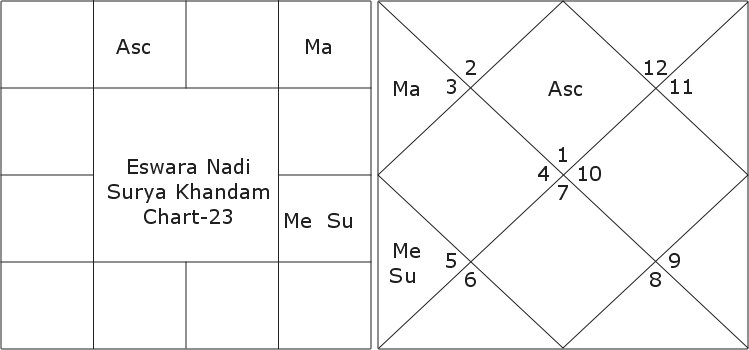 Asc
Ma
Eswara Nadi
Surya Khandam
Chart-23
Me Su
2
12
Ma
3
Asc
11
1
4
10
7
Me
Su
5
9
6
8